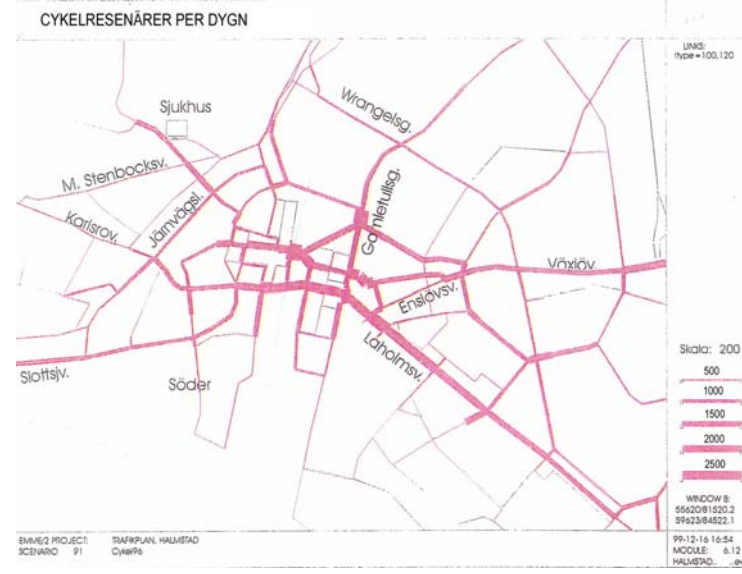 CYKELRESENÄRER PER DYGN
LINKS:
type=100,120
Wrangelsg.
Sjukhus
M. Stenbocksv.
Gamletullsg.
Järnvägsl.
Karlsrov.
Växjöv.
Enslövsv.
Laholmsv.
Slottsjv.
Söder
Skala: 200
500
1000
1500
2000
2500
WINDOW B:
55620/81520.2
59623/84522.1
EMME/2 PROJECT: TRAFIKPLAN, HALMSTAD
SCENARIO 91 Cykel96
99-12-16 16:54
MODULE: 6.12
HALMSTAD..